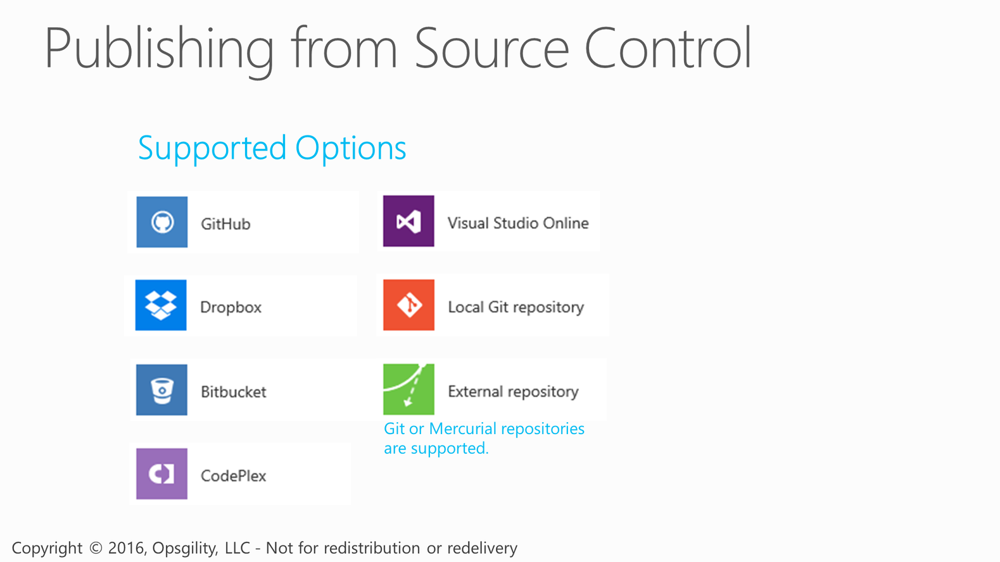 Publishing from Source Control
Supported Options
GitHub
Visual Studio Online
Dropbox
Local Git repository
Bitbucket
External repository
Git or Mercurial repositories
are supported.
CodePlex
Copyright © 2016, Opsgility, LLC - Not for redistribution or redelivery